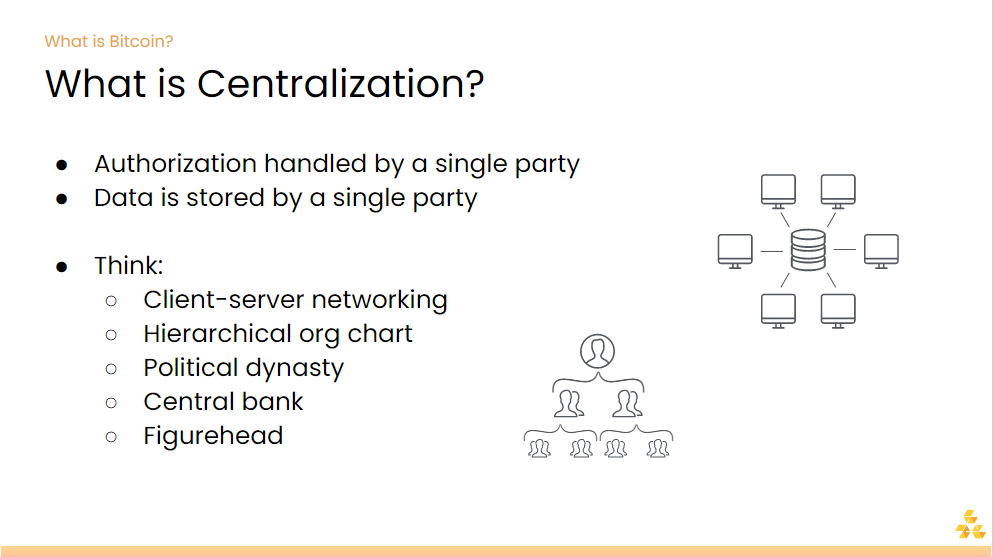 What is Bitcoin?
What is Centralization?
● Authorization handled by a single party
● Data is stored by a single party
● Think:
○ Client-server networking
○ Hierarchical org chart
○ Political dynasty
○ Central bank
○ Figurehead